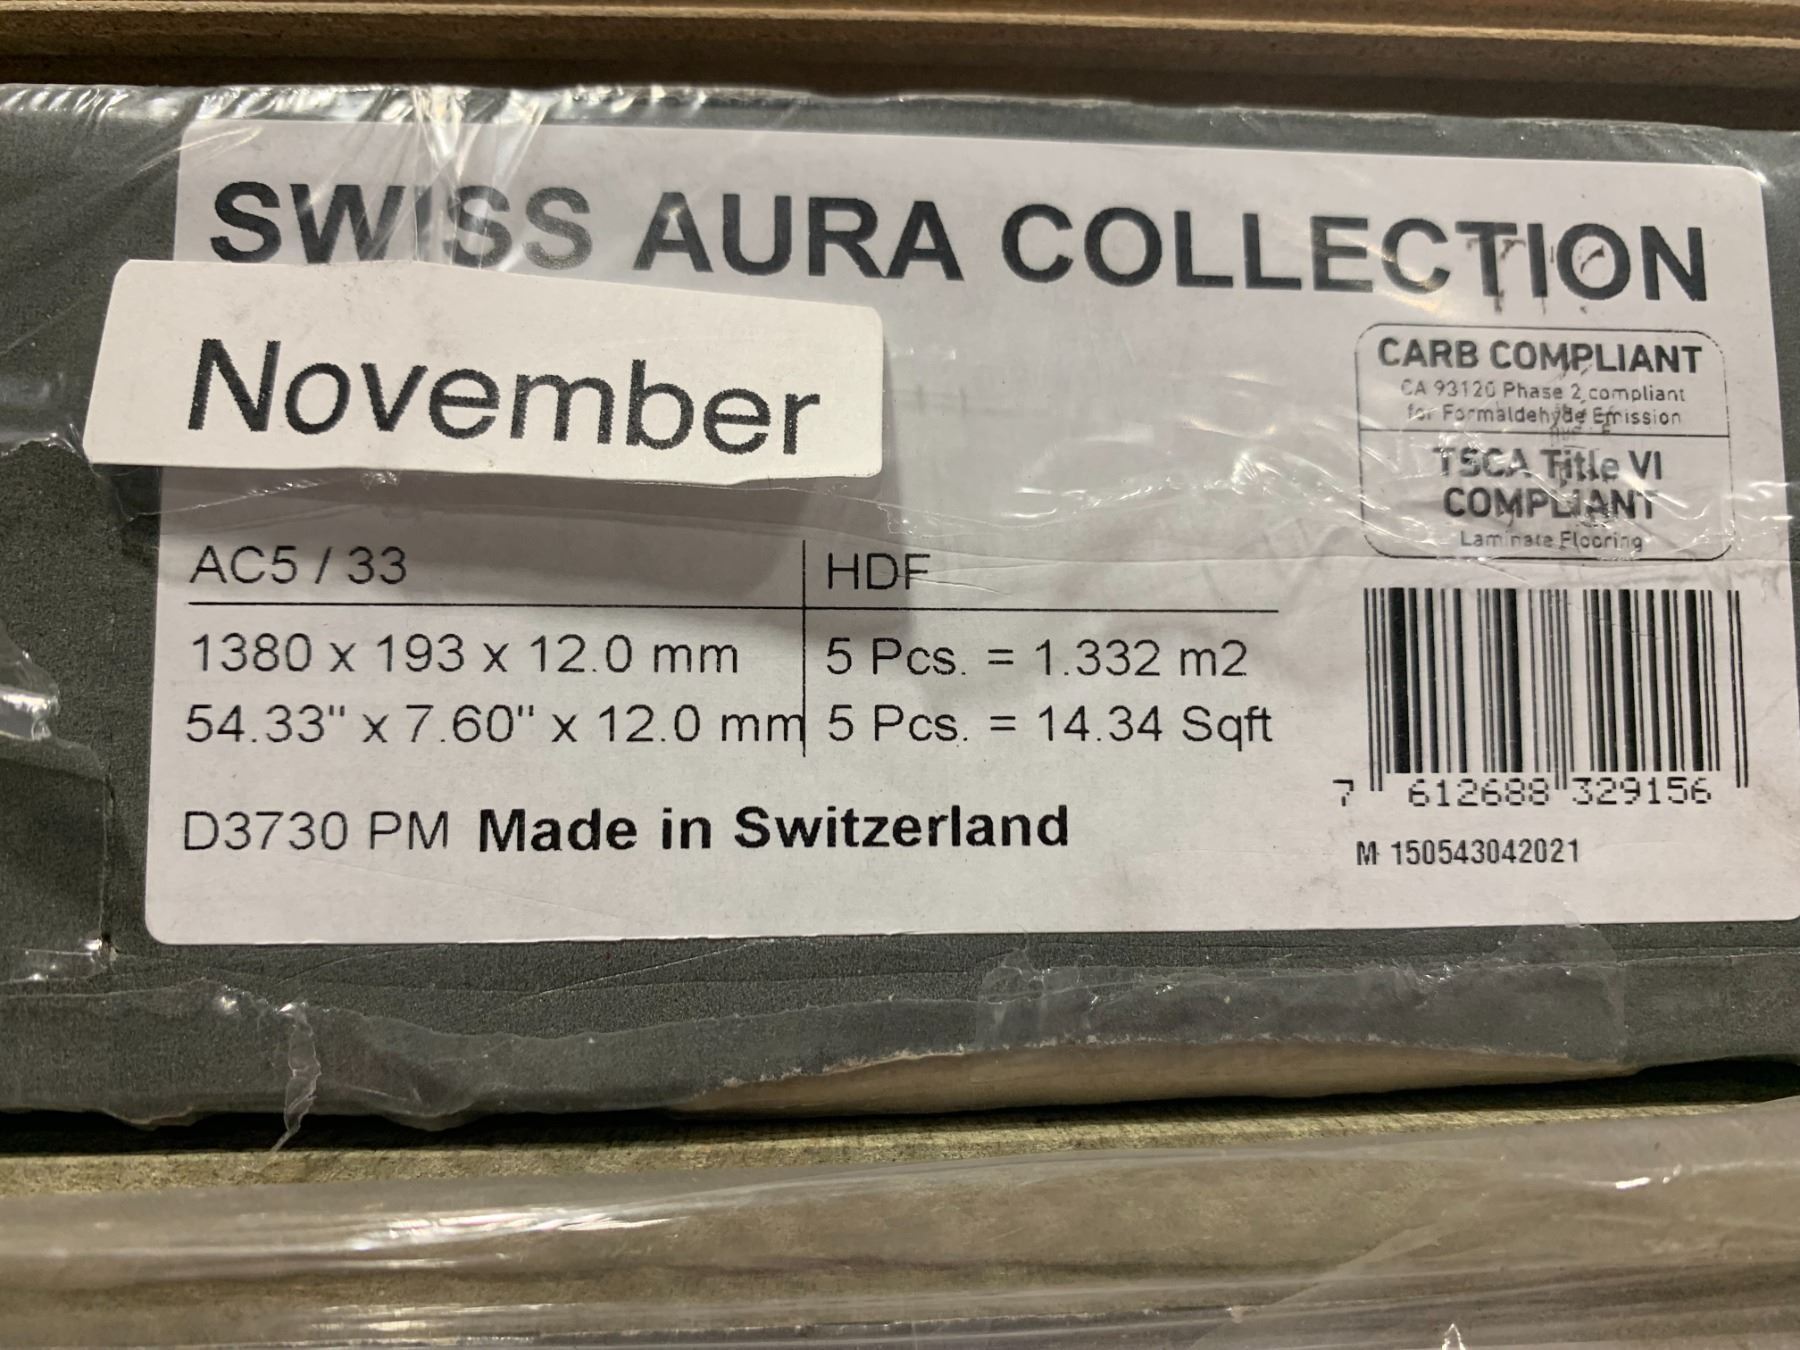 SWISS AURA COLLECTION
November
CARB COMPLIANT
CA 93120 Phase 2 compliant
for Formaldehyde Emission
TSCA Title VI
COMPLIANT
Laminate Flooring
AC5 / 33 HDF
1380 x 193 x 12.0 mm 5 Pcs. = 1.332 m2
54.33" x 7.60" x 12.0 mm 5 Pcs. = 14.34 Sqft
D3730 PM Made in Switzerland
7 612688 329156
M 150543042021